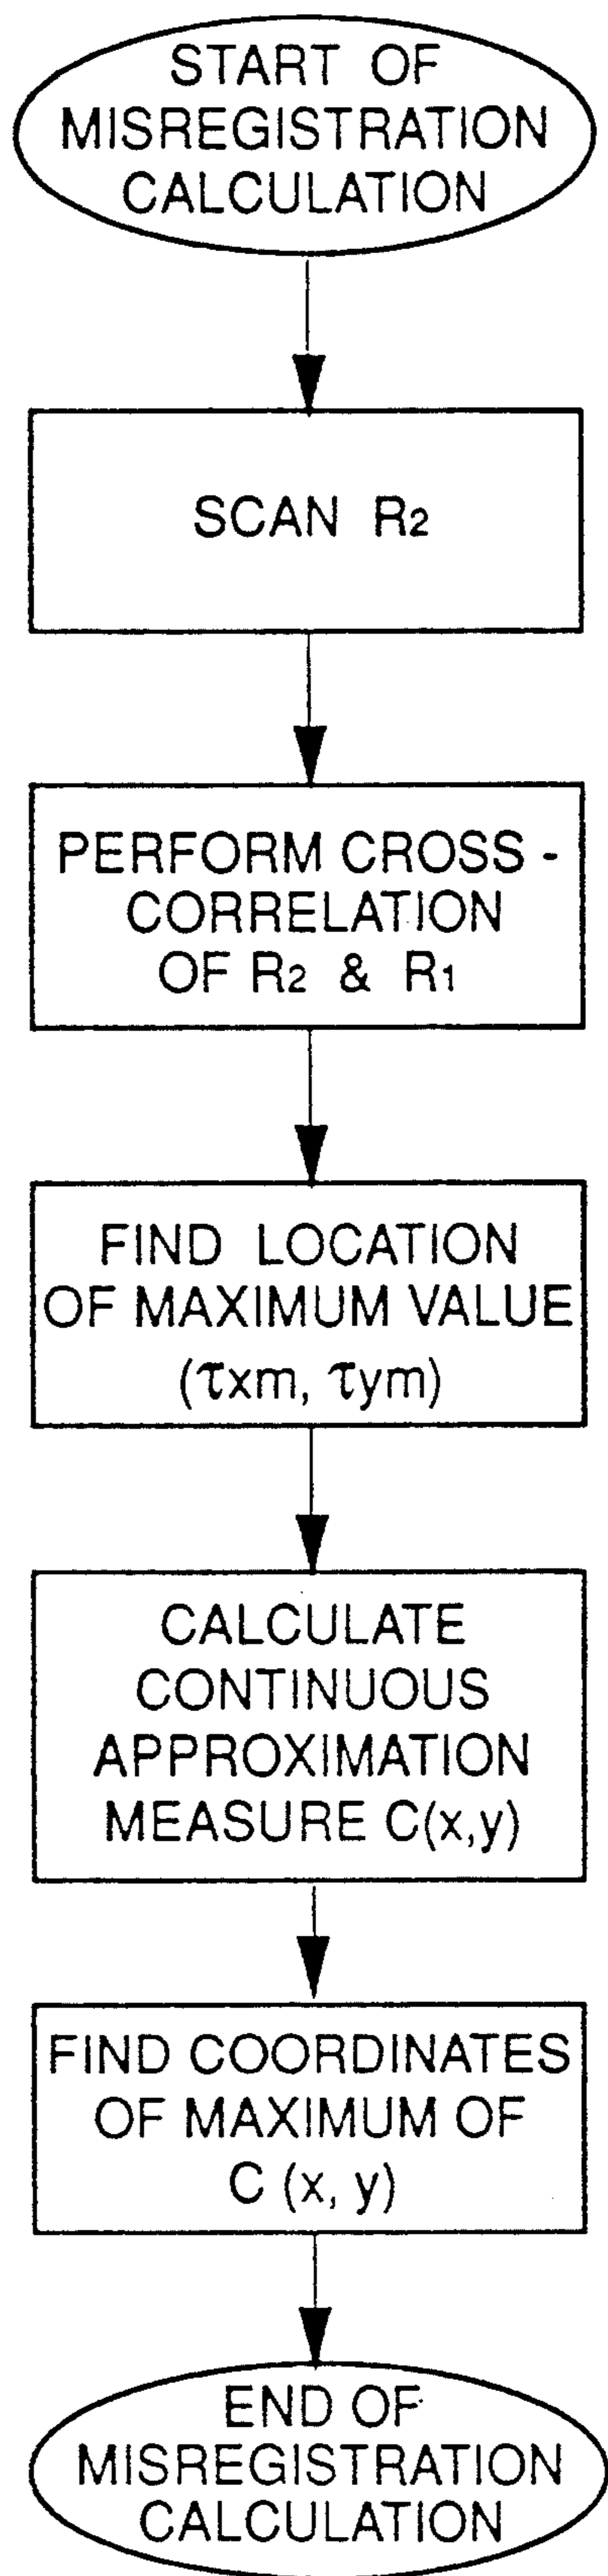 START OF
MISREGISTRATION
CALCULATION
SCAN R2
PERFORM CROSS -
CORRELATION
OF R2 & R1
FIND LOCATION
OF MAXIMUM VALUE
(τxm, τym)
CALCULATE
CONTINUOUS
APPROXIMATION
MEASURE C(x,y)
FIND COORDINATES
OF MAXIMUM OF
C (x, y)
END OF
MISREGISTRATION
CALCULATION